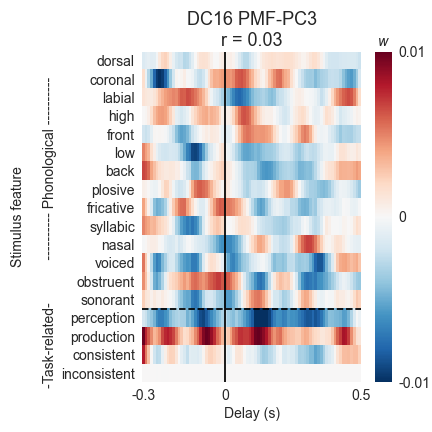 DC16 PMF-PC3
r = 0.03
w
dorsal
coronal
labial
high
front
low
back
plosive
fricative
syllabic
nasal
voiced
obstruent
sonorant
perception
production
consistent
inconsistent
Stimulus feature
---------- Phonological ----------
-Task-related-
-0.3
0
0.5
Delay (s)
0.01
0
-0.01